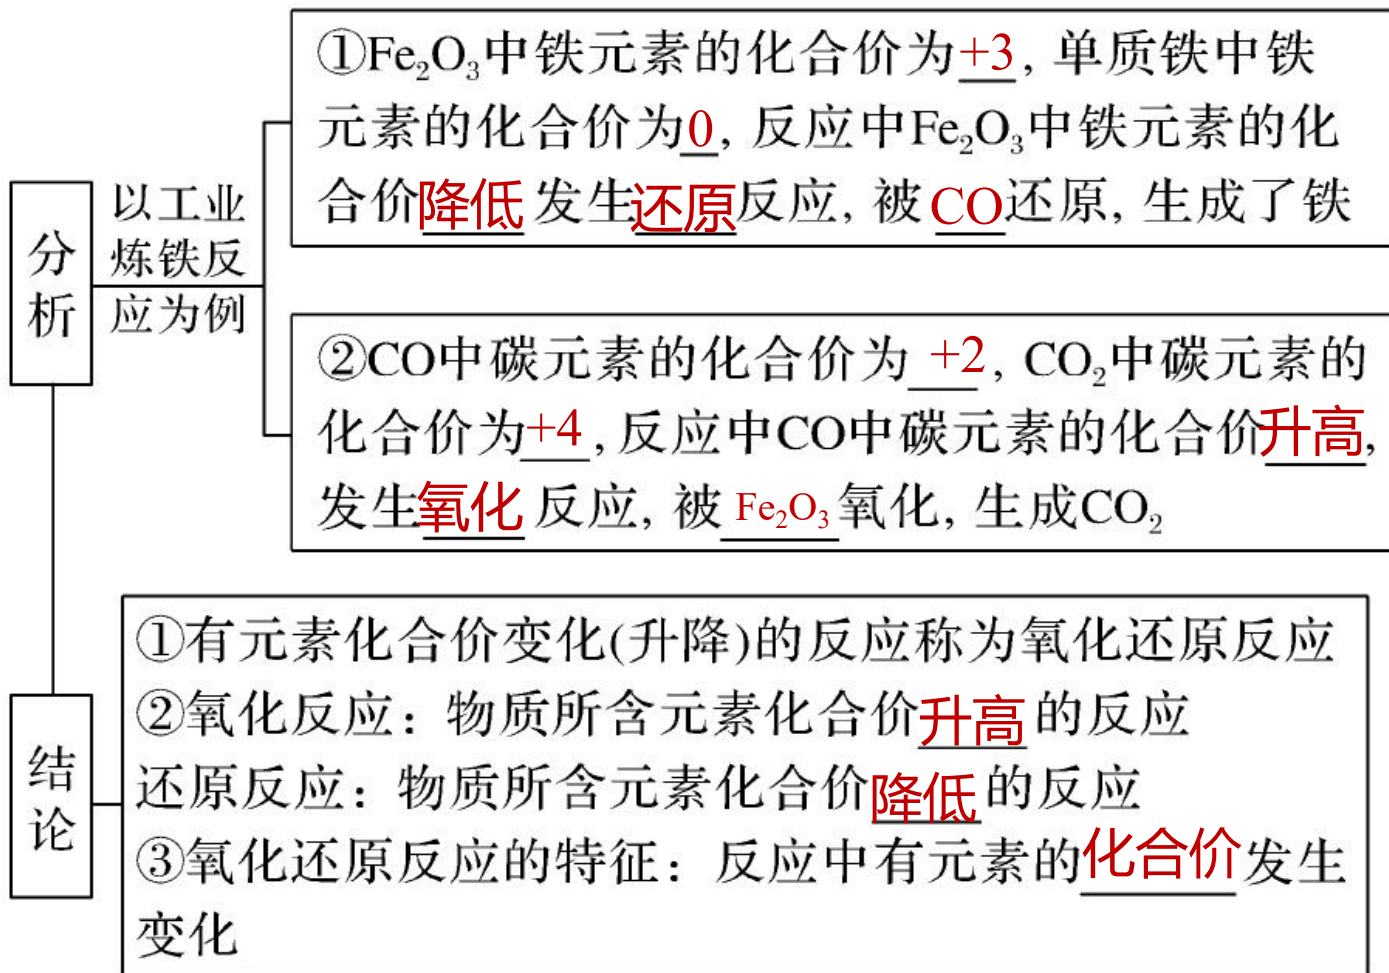 分析
以工业
炼铁反
应为例
①Fe₂O₃中铁元素的化合价为+3, 单质铁中铁
元素的化合价为0, 反应中Fe₂O₃中铁元素的化
合价降低发生还原反应, 被CO还原, 生成了铁
②CO中碳元素的化合价为+2, CO₂中碳元素的
化合价为+4, 反应中CO中碳元素的化合价升高,
发生氧化反应, 被Fe₂O₃氧化, 生成CO₂
结论
①有元素化合价变化(升降)的反应称为氧化还原反应
②氧化反应：物质所含元素化合价升高的反应
还原反应：物质所含元素化合价降低的反应
③氧化还原反应的特征：反应中有元素的化合价发生
变化